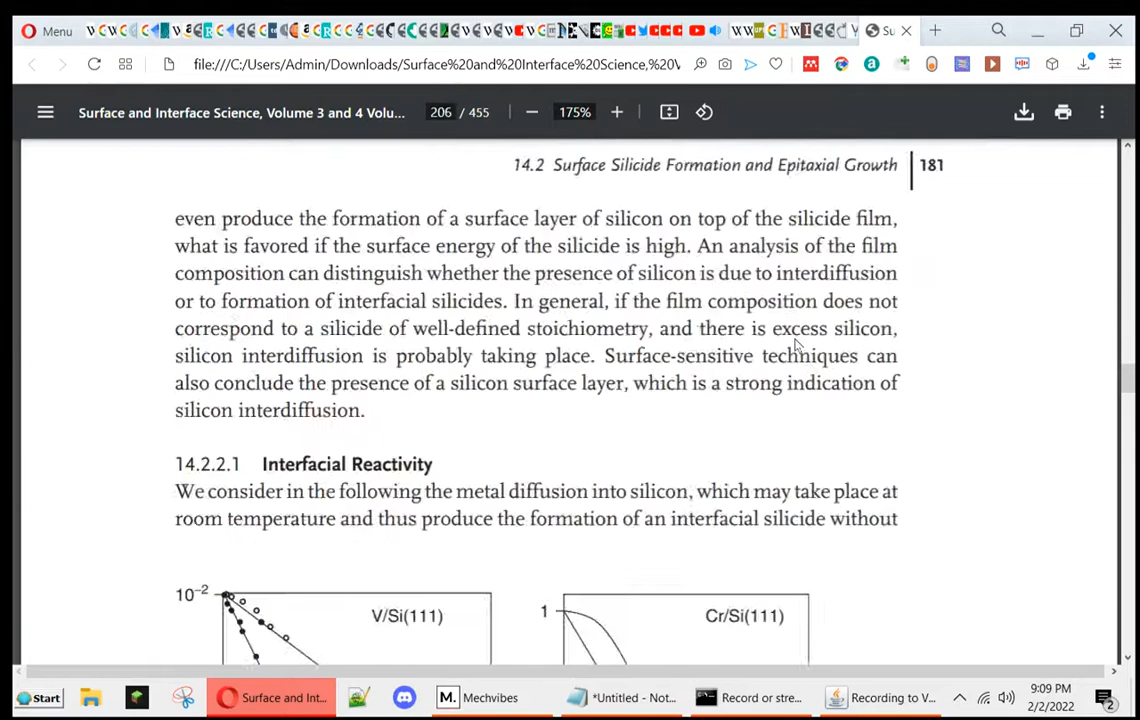 Menu
Su
file:///C:/Users/Admin/Downloads/Surface%20and%20Interface%20Science,%20V
Surface and Interface Science, Volume 3 and 4 Volu...
206 / 455
175%
14.2 Surface Silicide Formation and Epitaxial Growth
181
even produce the formation of a surface layer of silicon on top of the silicide film,
what is favored if the surface energy of the silicide is high. An analysis of the film
composition can distinguish whether the presence of silicon is due to interdiffusion
or to formation of interfacial silicides. In general, if the film composition does not
correspond to a silicide of well-defined stoichiometry, and there is excess silicon,
silicon interdiffusion is probably taking place. Surface-sensitive techniques can
also conclude the presence of a silicon surface layer, which is a strong indication of
silicon interdiffusion.
14.2.2.1 Interfacial Reactivity
We consider in the following the metal diffusion into silicon, which may take place at
room temperature and thus produce the formation of an interfacial silicide without
10⁻²
V/Si(111)
1
Cr/Si(111)
Start
Surface and Int...
M.
Mechvibes
*Untitled - Not...
Record or stre...
Recording to V...
9:09 PM
2/2/2022
2